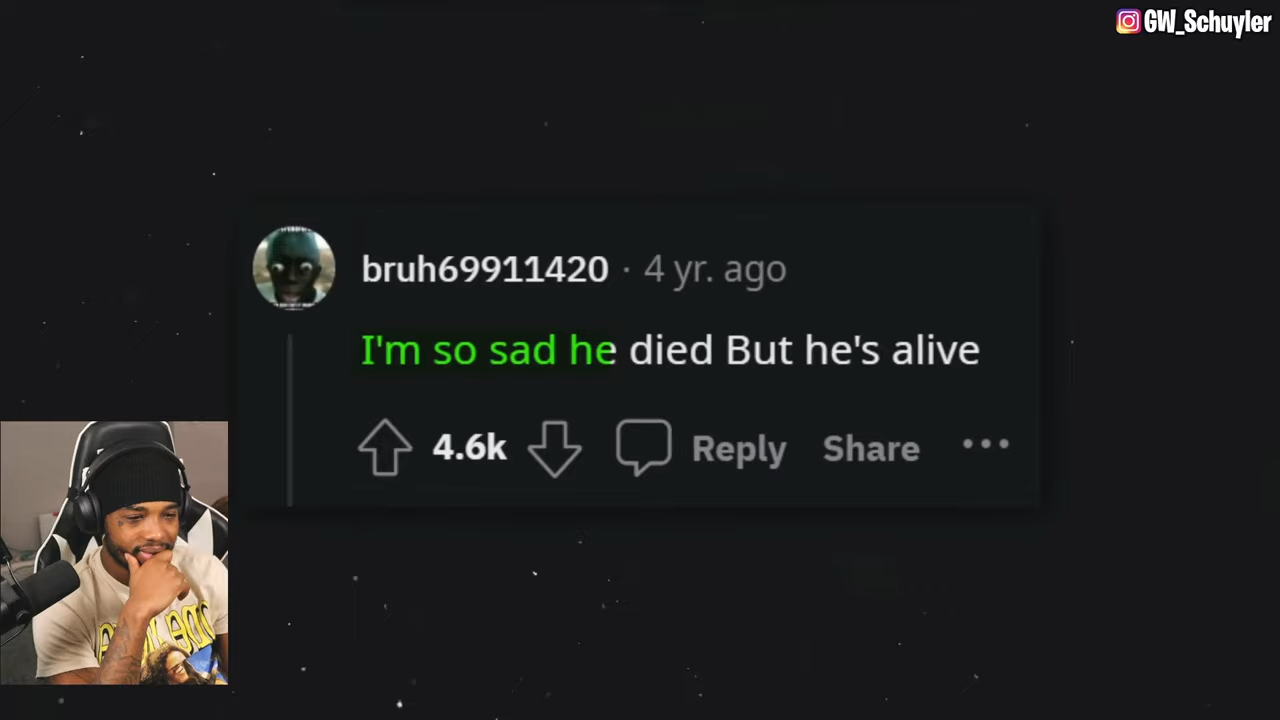 GW_Schuyler
bruh69911420 · 4 yr. ago
I'm so sad he died But he's alive
4.6k Reply Share